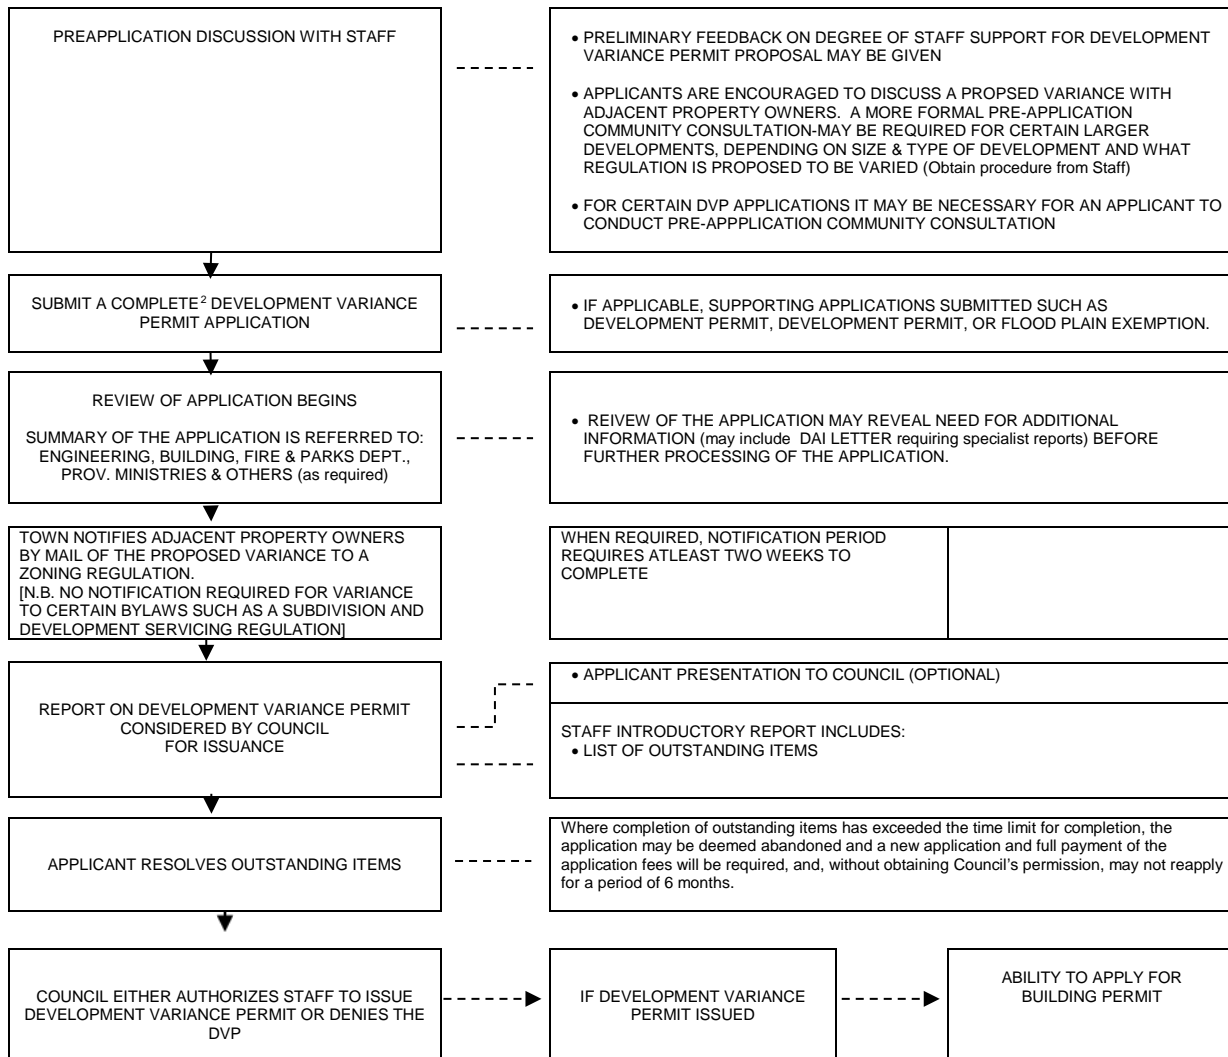 PREAPPLICATION DISCUSSION WITH STAFF
• PRELIMINARY FEEDBACK ON DEGREE OF STAFF SUPPORT FOR DEVELOPMENT
VARIANCE PERMIT PROPOSAL MAY BE GIVEN
• APPLICANTS ARE ENCOURAGED TO DISCUSS A PROPSED VARIANCE WITH
ADJACENT PROPERTY OWNERS. A MORE FORMAL PRE-APPLICATION
COMMUNITY CONSULTATION-MAY BE REQUIRED FOR CERTAIN LARGER
DEVELOPMENTS, DEPENDING ON SIZE & TYPE OF DEVELOPMENT AND WHAT
REGULATION IS PROPOSED TO BE VARIED (Obtain procedure from Staff)
• FOR CERTAIN DVP APPLICATIONS IT MAY BE NECESSARY FOR AN APPLICANT TO
CONDUCT PRE-APPPLICATION COMMUNITY CONSULTATION
SUBMIT A COMPLETE² DEVELOPMENT VARIANCE
PERMIT APPLICATION
• IF APPLICABLE, SUPPORTING APPLICATIONS SUBMITTED SUCH AS
DEVELOPMENT PERMIT, DEVELOPMENT PERMIT, OR FLOOD PLAIN EXEMPTION.
REVIEW OF APPLICATION BEGINS
SUMMARY OF THE APPLICATION IS REFERRED TO:
ENGINEERING, BUILDING, FIRE & PARKS DEPT.,
PROV. MINISTRIES & OTHERS (as required)
• REIVEW OF THE APPLICATION MAY REVEAL NEED FOR ADDITIONAL
INFORMATION (may include DAI LETTER requiring specialist reports) BEFORE
FURTHER PROCESSING OF THE APPLICATION.
TOWN NOTIFIES ADJACENT PROPERTY OWNERS
BY MAIL OF THE PROPOSED VARIANCE TO A
ZONING REGULATION.
[N.B. NO NOTIFICATION REQUIRED FOR VARIANCE
TO CERTAIN BYLAWS SUCH AS A SUBDIVISION AND
DEVELOPMENT SERVICING REGULATION]
WHEN REQUIRED, NOTIFICATION PERIOD
REQUIRES ATLEAST TWO WEEKS TO
COMPLETE
REPORT ON DEVELOPMENT VARIANCE PERMIT
CONSIDERED BY COUNCIL
FOR ISSUANCE
• APPLICANT PRESENTATION TO COUNCIL (OPTIONAL)
STAFF INTRODUCTORY REPORT INCLUDES:
• LIST OF OUTSTANDING ITEMS
APPLICANT RESOLVES OUTSTANDING ITEMS
Where completion of outstanding items has exceeded the time limit for completion, the
application may be deemed abandoned and a new application and full payment of the
application fees will be required, and, without obtaining Council's permission, may not reapply
for a period of 6 months.
COUNCIL EITHER AUTHORIZES STAFF TO ISSUE
DEVELOPMENT VARIANCE PERMIT OR DENIES THE
DVP
IF DEVELOPMENT VARIANCE
PERMIT ISSUED
ABILITY TO APPLY FOR
BUILDING PERMIT